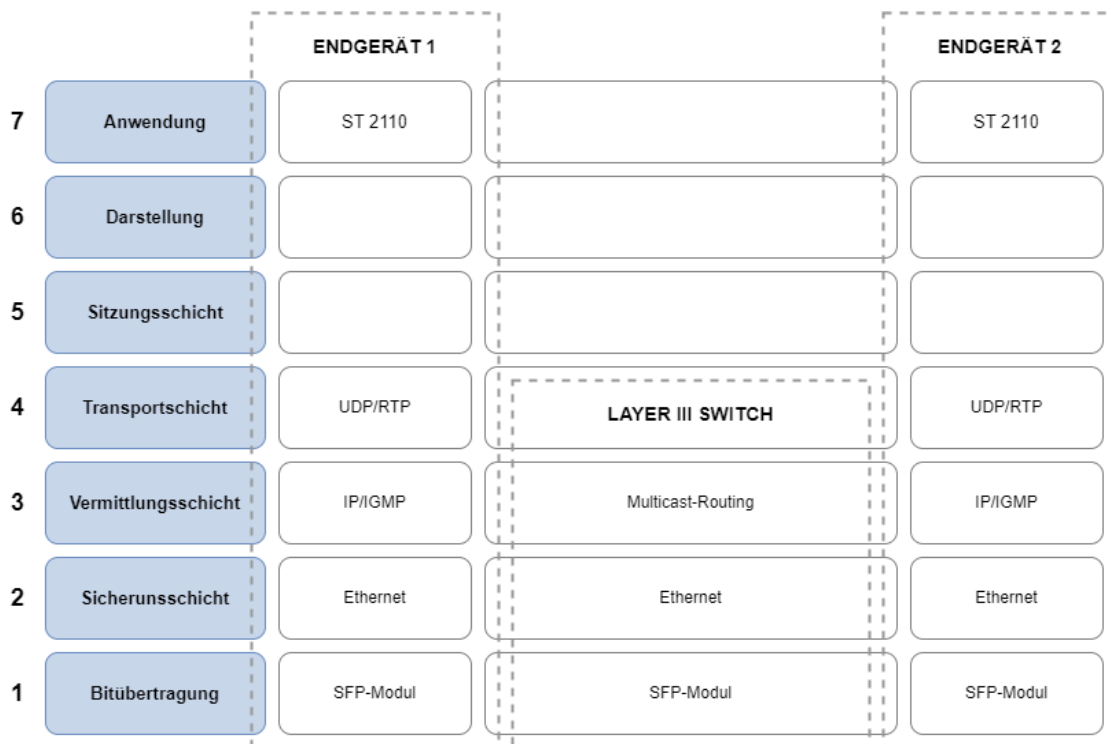 ENDGERÄT 1
ENDGERÄT 2
7 Anwendung ST 2110 ST 2110
6 Darstellung
5 Sitzungsschicht
4 Transportschicht UDP/RTP LAYER III SWITCH UDP/RTP
3 Vermittlungsschicht IP/IGMP Multicast-Routing IP/IGMP
2 Sicherunsschicht Ethernet Ethernet Ethernet
1 Bitübertragung SFP-Modul SFP-Modul SFP-Modul